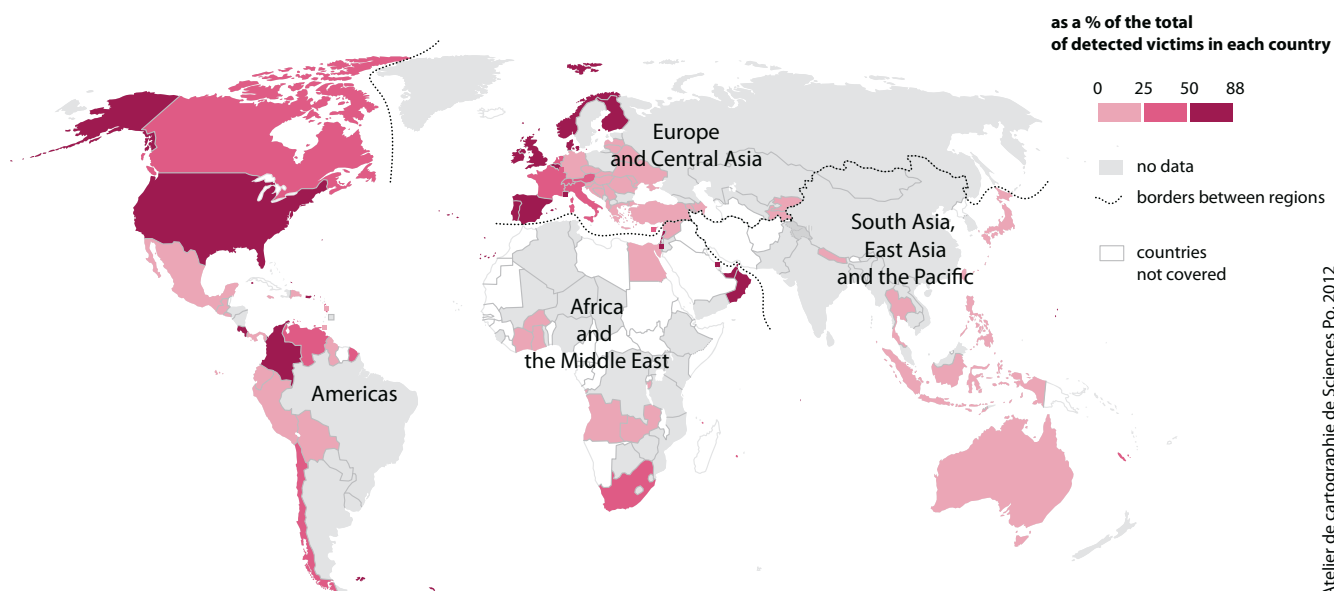 as a % of the total
of detected victims in each country
0 25 50 88
no data
borders between regions
countries
not covered
Europe
and Central Asia
South Asia,
East Asia
and the Pacific
Africa
and
the Middle East
Americas
Atelier de cartographie de Sciences Po, 2012